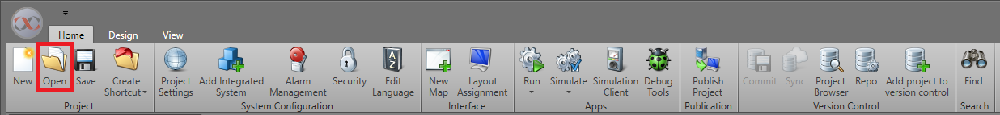 Home Design View
New Open Save Create Shortcut Project Settings Add Integrated System Alarm Management Security Edit Language New Map Layout Assignment Run Simulate Simulation Client Debug Tools Publish Project Commit Sync Project Browser Repo Add project to version control Find
Project System Configuration Interface Apps Publication Version Control Search